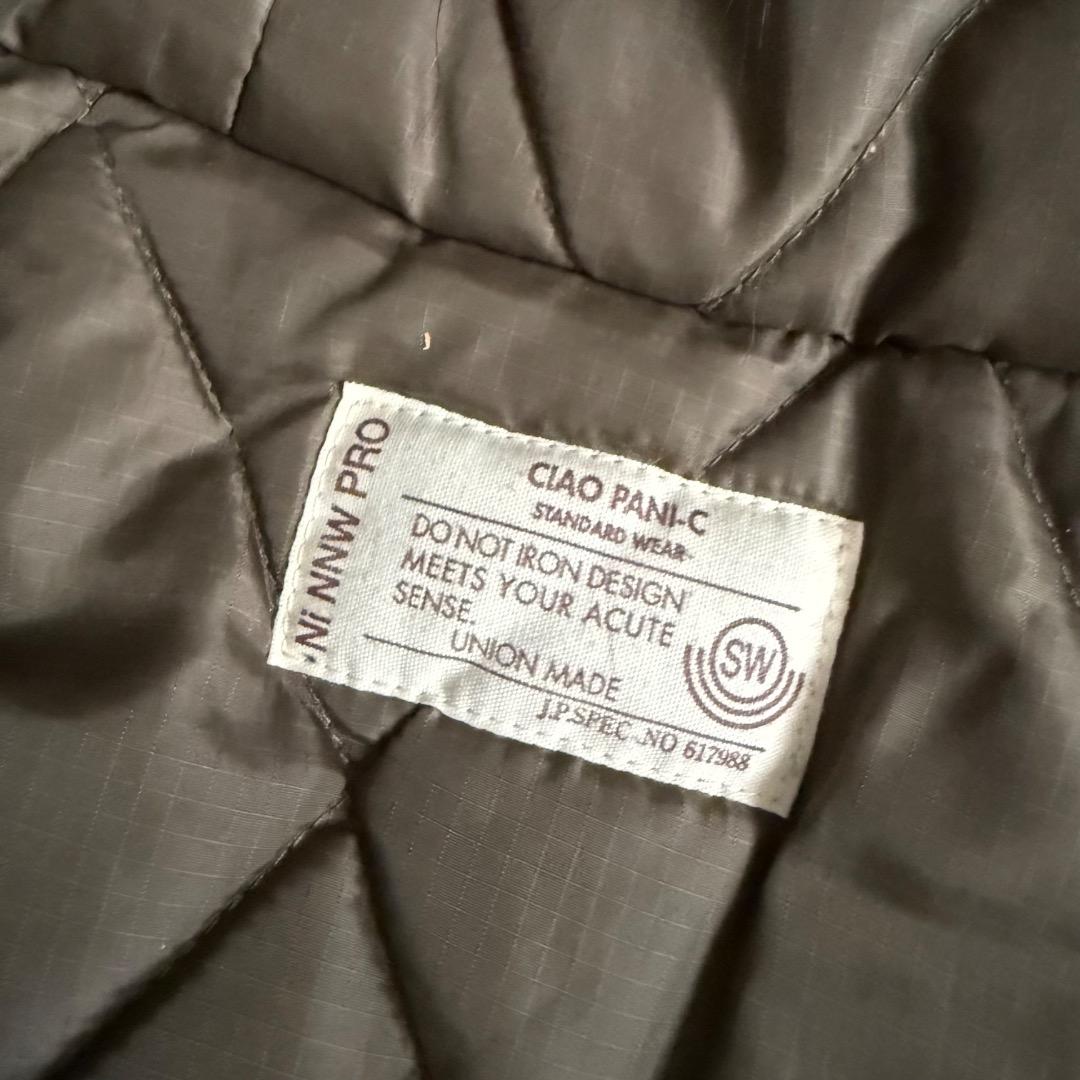 ·Ni NNW PRO
CIAO PANI-C
STANDARD WEAR
DO NOT IRON DESIGN
MEETS YOUR ACUTE
SENSE.
UNION MADE
SW
J.P.SPEC .NO 617988